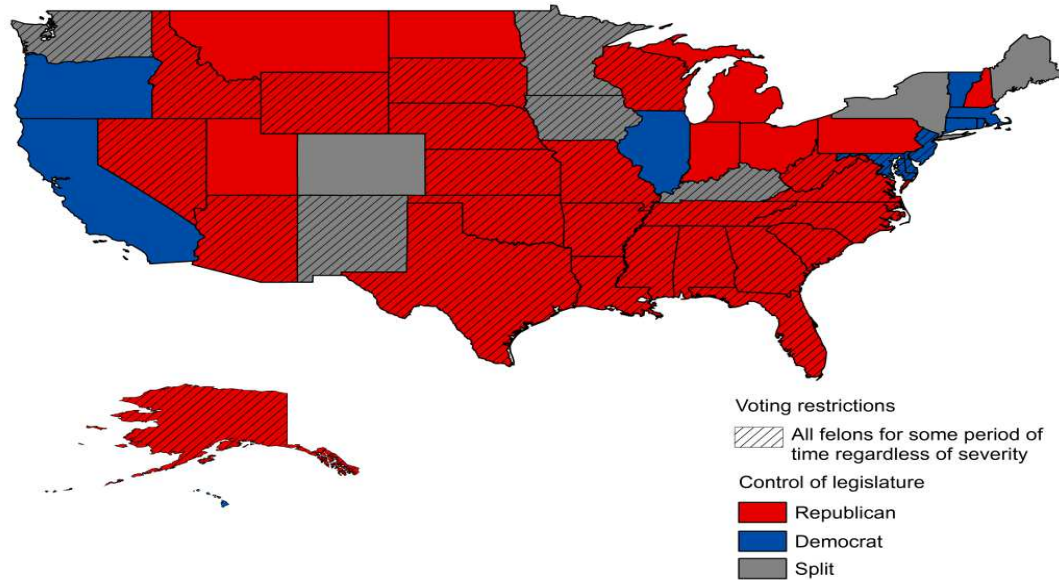 Voting restrictions
All felons for some period of
time regardless of severity
Control of legislature
Republican
Democrat
Split